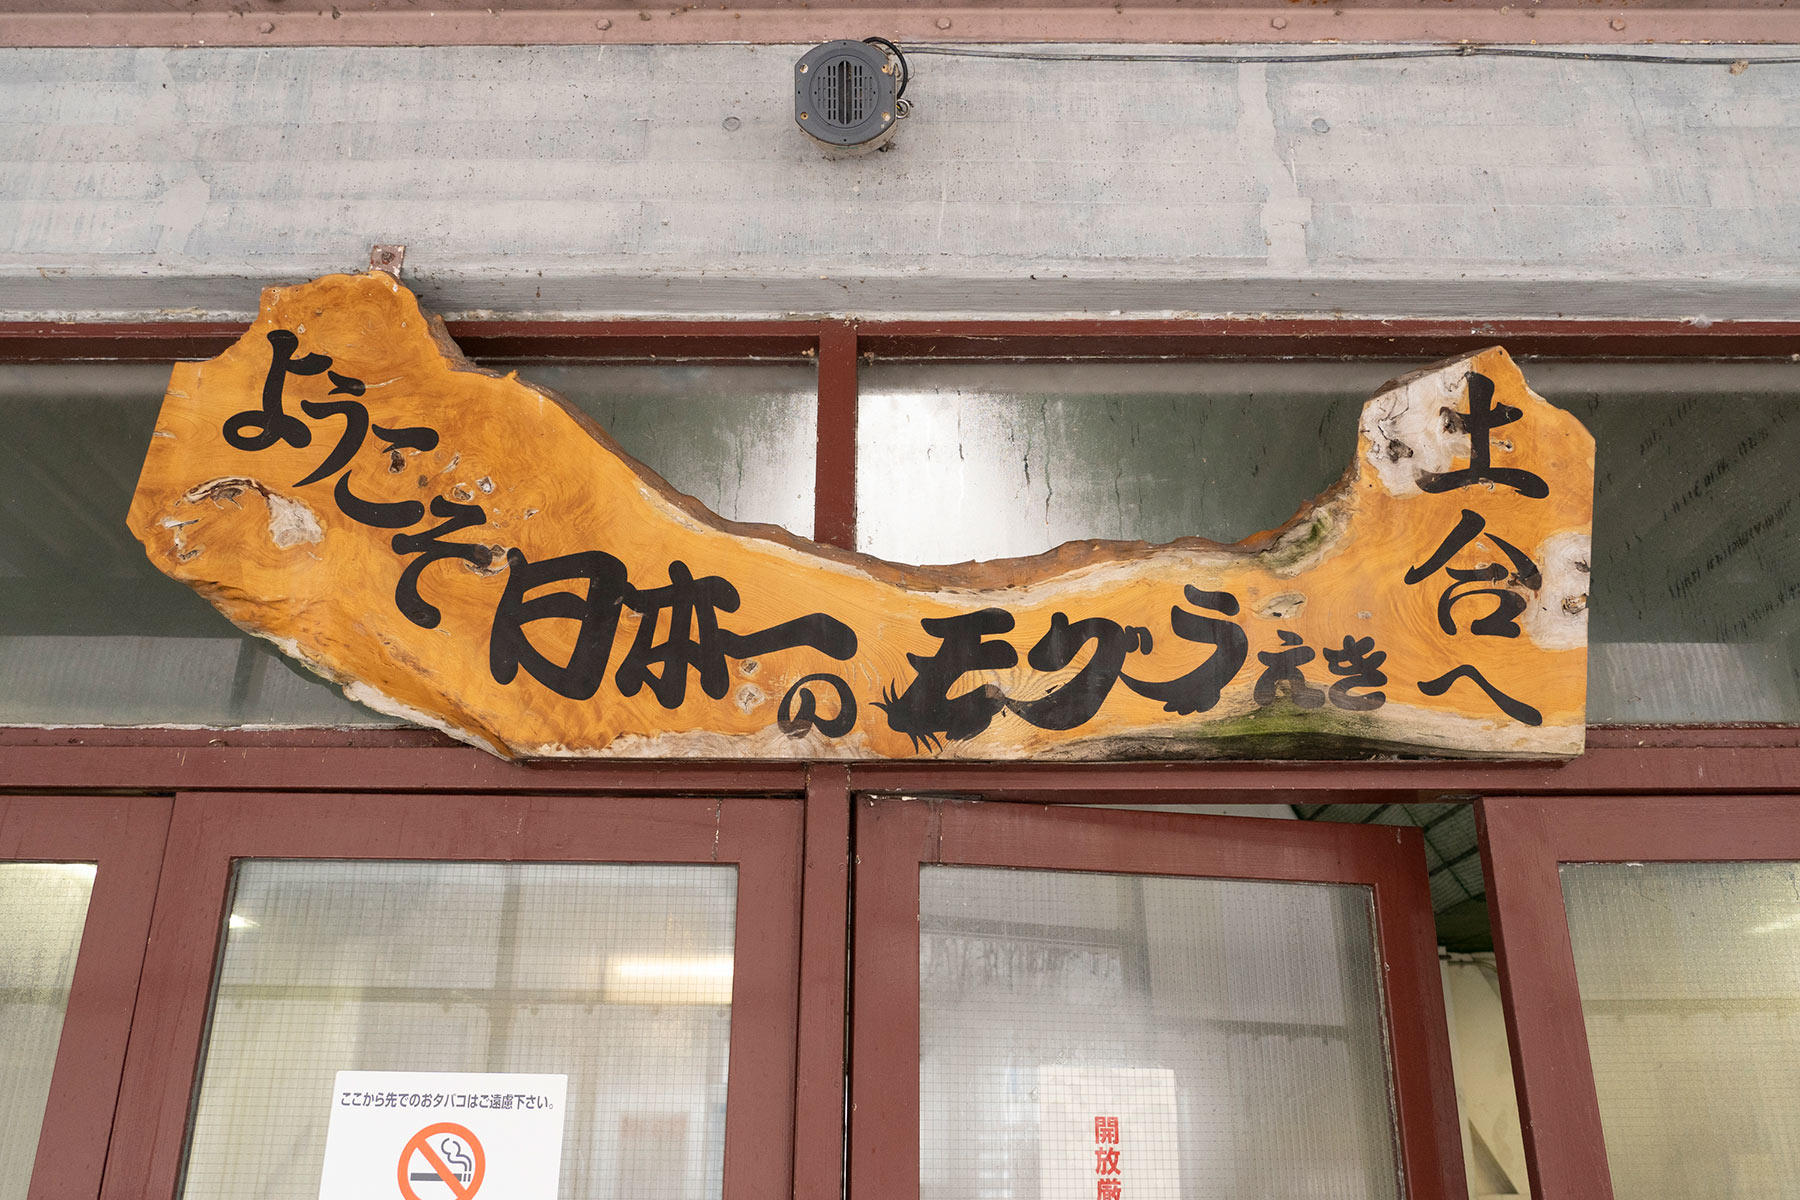 ようこそ日本一のモグラえきへ
土合
ここから先でのおタバコはご遠慮下さい。
開放厳